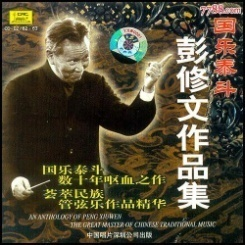 7788.com
国乐泰斗
彭修文作品集
国乐泰斗
数十年呕血之作
荟萃民族
管弦乐作品精华
AN ANTHOLOGY OF PENG XIUWEN
THE GREAT MASTER OF CHINESE TRADITIONAL MUSIC
中国唱片深圳公司出版